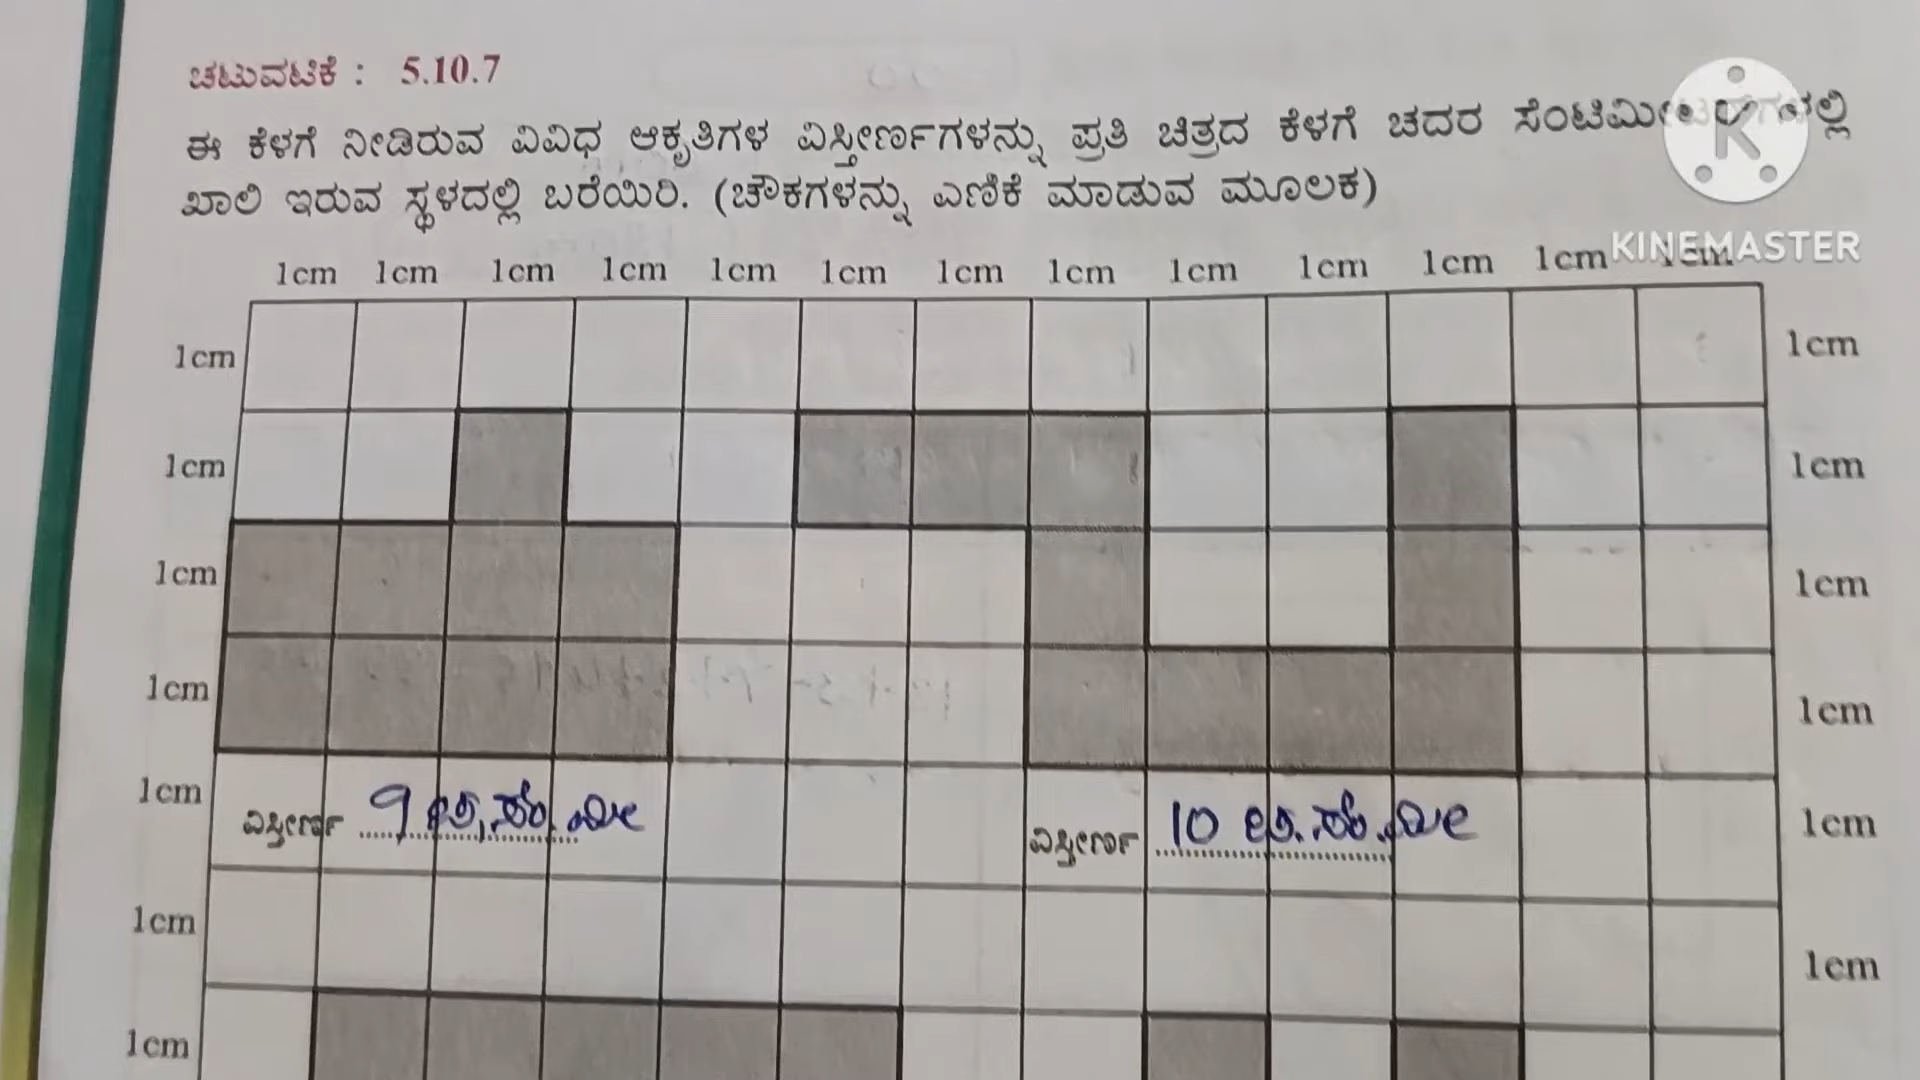 ಚಟುವಟಿಕೆ : 5.10.7
ಈ ಕೆಳಗೆ ನೀಡಿರುವ ವಿವಿಧ ಆಕೃತಿಗಳ ವಿಸ್ತೀರ್ಣಗಳನ್ನು ಪ್ರತಿ ಚಿತ್ರದ ಕೆಳಗೆ ಚದರ
ಖಾಲಿ ಇರುವ ಸ್ಥಳದಲ್ಲಿ ಬರೆಯಿರಿ. (ಚೌಕಗಳನ್ನು ಎಣಿಕೆ ಮಾಡುವ ಮೂಲಕ)
KINEMASTER
1cm 1cm 1cm 1cm 1cm 1cm 1cm 1cm 1cm 1cm 1cm 1cm
1cm 1cm
1cm 1cm
1cm 1cm
1cm 1cm
1cm 1cm
ವಿಸ್ತೀರ್ಣ 9 ಚ.ಸೆಂ.ಮೀ ವಿಸ್ತೀರ್ಣ 10 ಚ.ಸೆಂ.ಮೀ
1cm 1cm
1cm